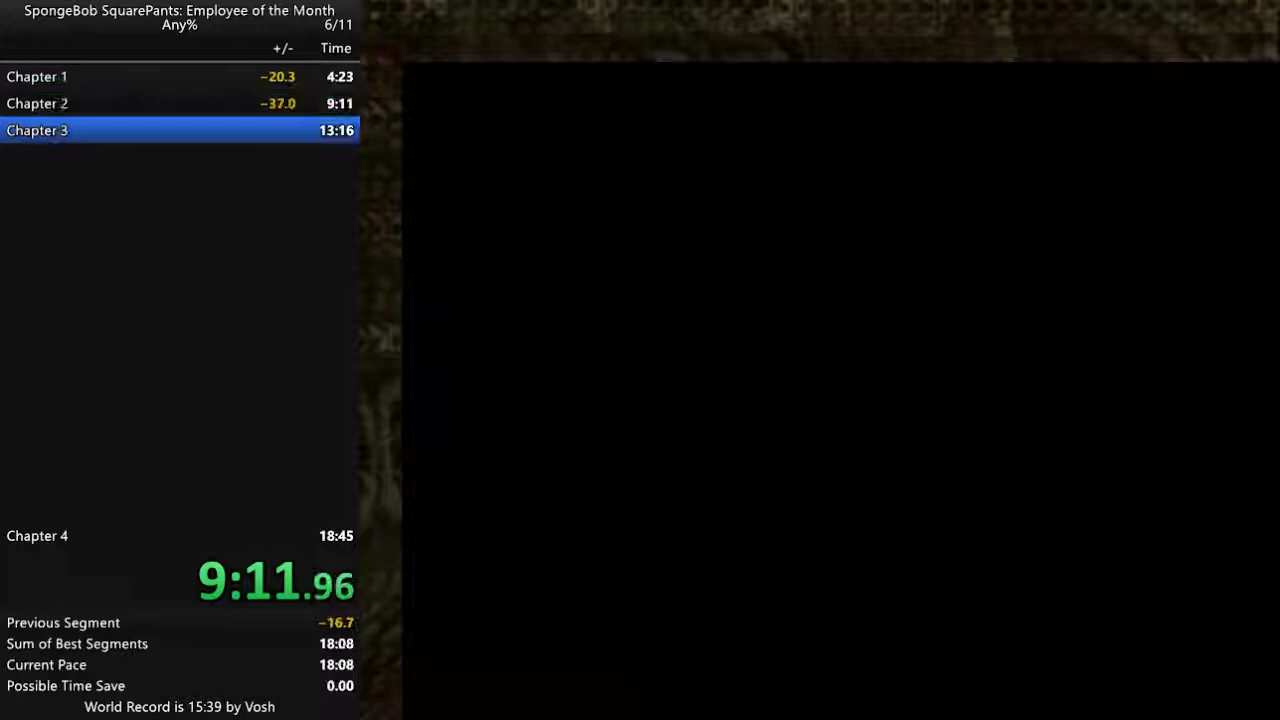 SpongeBob SquarePants: Employee of the Month
Any% 6/11
+/- Time
Chapter 1 -20.3 4:23
Chapter 2 -37.0 9:11
Chapter 3 13:16
Chapter 4 18:45
9:11.96
Previous Segment -16.7
Sum of Best Segments 18:08
Current Pace 18:08
Possible Time Save 0.00
World Record is 15:39 by Vosh